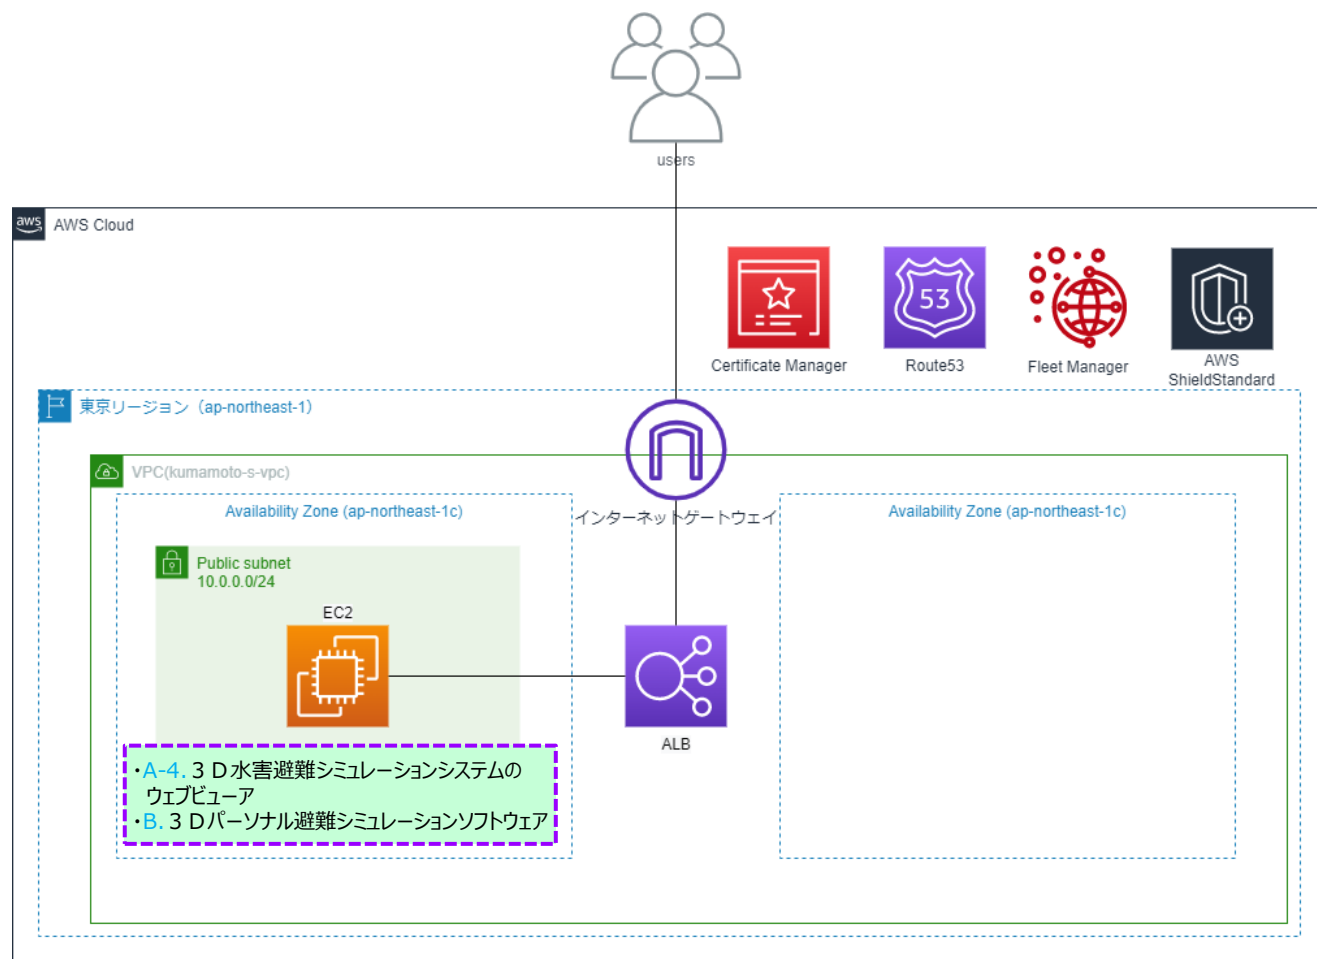 users
aws
AWS Cloud
53
Certificate Manager
Route53
Fleet Manager
AWS
ShieldStandard
東京リージョン（ap-northeast-1）
VPC(kumamoto-s-vpc)
Availability Zone (ap-northeast-1c)
インターネットゲートウェイ
Availability Zone (ap-northeast-1c)
Public subnet
10.0.0.0/24
EC2
ALB
・A-4.３Ｄ水害避難シミュレーションシステムの
ウェブビューア
・B.３Ｄパーソナル避難シミュレーションソフトウェア